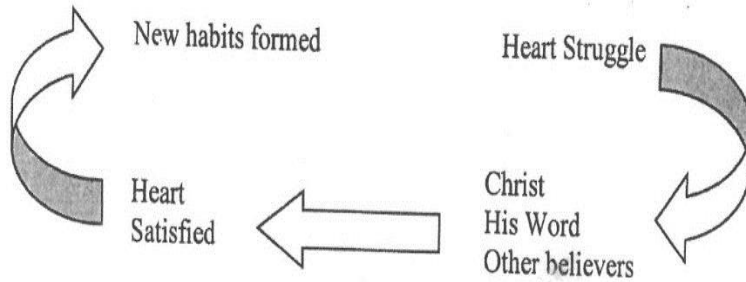 New habits formed
Heart Struggle
Christ
His Word
Other believers
Heart
Satisfied